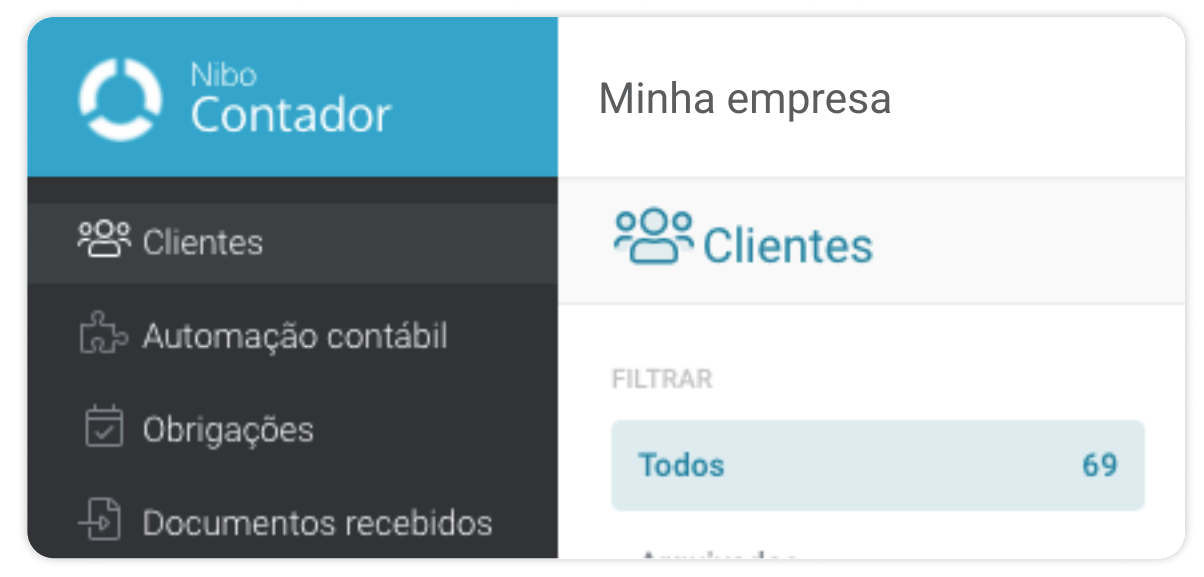 Nibo
Contador
Minha empresa
Clientes
Automação contábil
Obrigações
Documentos recebidos
Clientes
FILTRAR
Todos 69